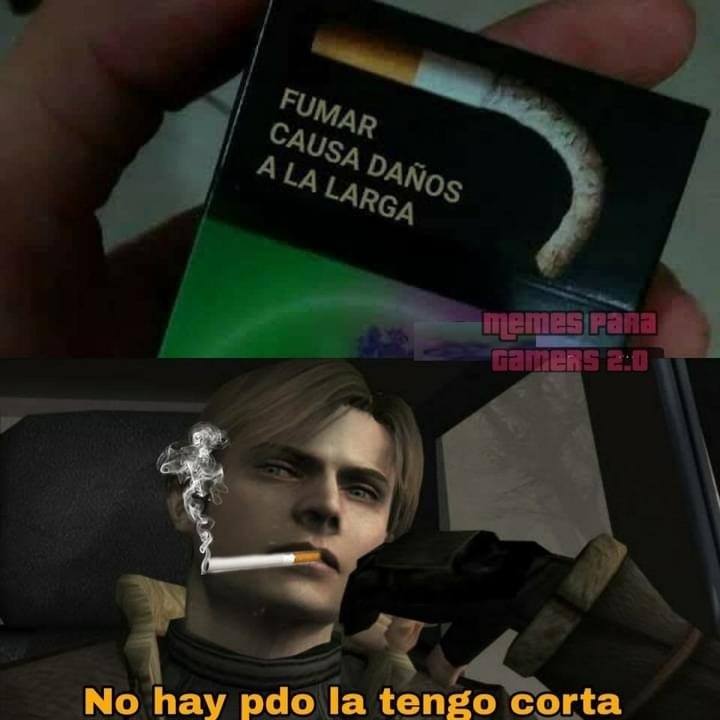 FUMAR
CAUSA DAÑOS
A LA LARGA
MEMES PARA
GAMERS 2.0
No hay pdo la tengo corta